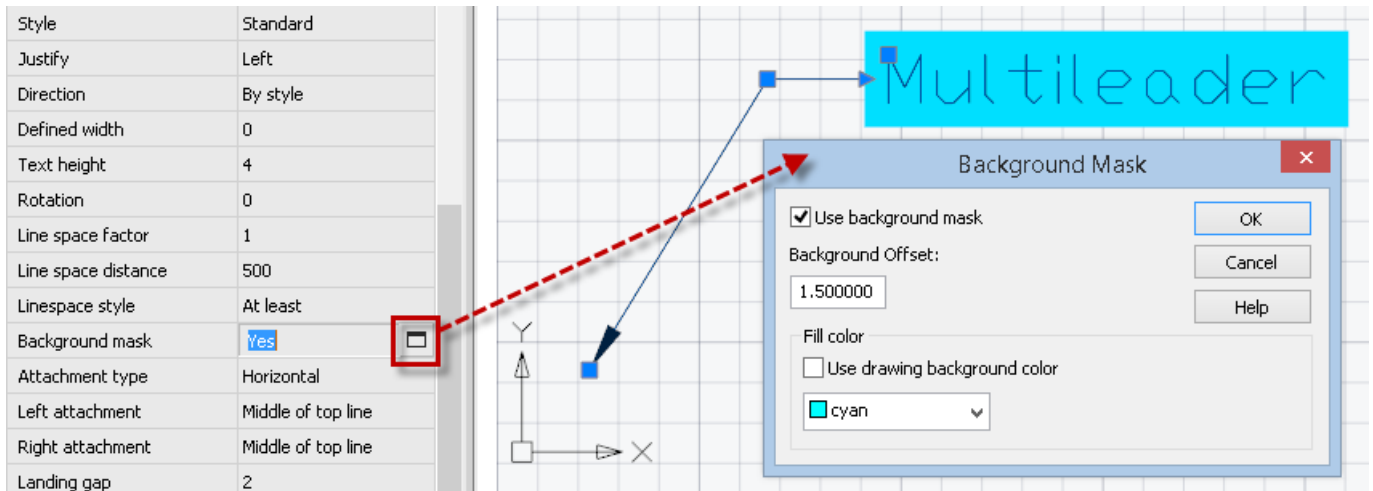 Style Standard
Justify Left
Direction By style
Defined width 0
Text height 4
Rotation 0
Line space factor 1
Line space distance 500
Linespace style At least
Background mask Yes
Attachment type Horizontal
Left attachment Middle of top line
Right attachment Middle of top line
Landing gap 2
Multileader
Background Mask
Use background mask
OK
Background Offset:
Cancel
1.500000
Help
Fill color
Use drawing background color
cyan
Y
X